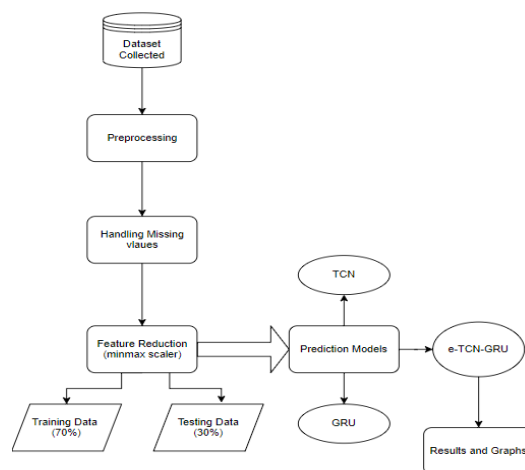 Dataset
Collected
Preprocessing
Handling Missing
vlaues
TCN
Feature Reduction
(minmax scaler)
Prediction Models
e-TCN-GRU
Training Data
(70%)
Testing Data
(30%)
GRU
Results and Graphs